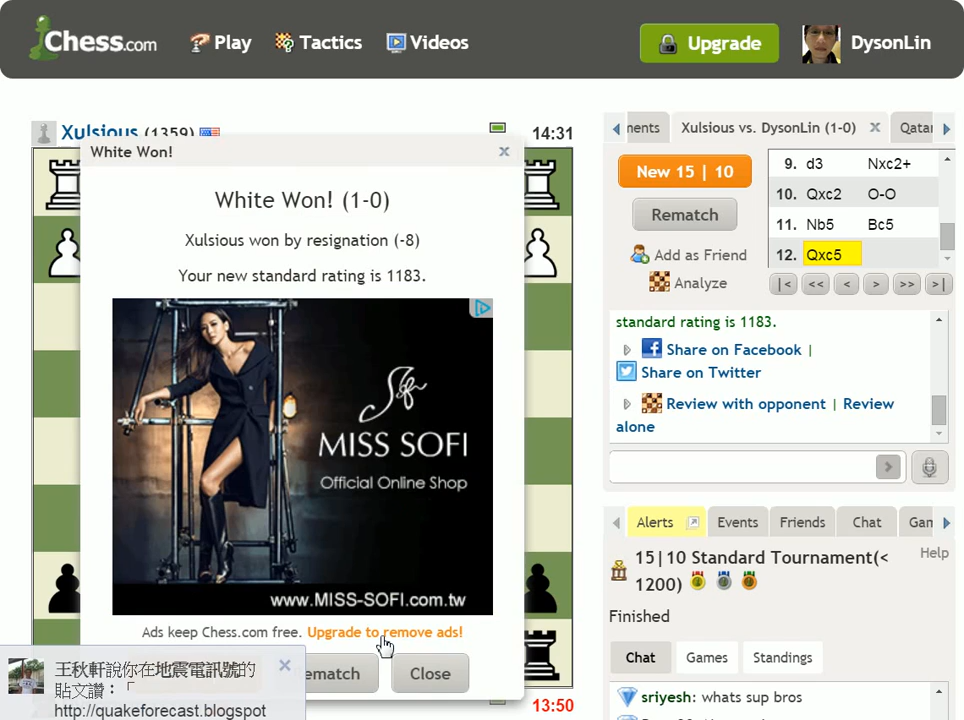 Chess.com
Play
Tactics
Videos
Upgrade
DysonLin
Xulsious (1359)
14:31
White Won!
White Won! (1-0)
Xulsious won by resignation (-8)
Your new standard rating is 1183.
MISS SOFI
Official Online Shop
www.MISS-SOFI.com.tw
Ads keep Chess.com free. Upgrade to remove ads!
Close
13:50
王秋軒說你在地震電訊號的
貼文讚：「
http://quakeforecast.blogspot
Xulsious vs. DysonLin (1-0)
New 15 | 10
Rematch
Add as Friend
Analyze
9. d3 Nxc2+
10. Qxc2 O-O
11. Nb5 Bc5
12. Qxc5
|< << < > >> >|
standard rating is 1183.
Share on Facebook |
Share on Twitter
Review with opponent | Review
alone
Alerts Events Friends Chat
15|10 Standard Tournament(<
1200)
Help
Finished
Chat Games Standings
sriyesh: whats sup bros